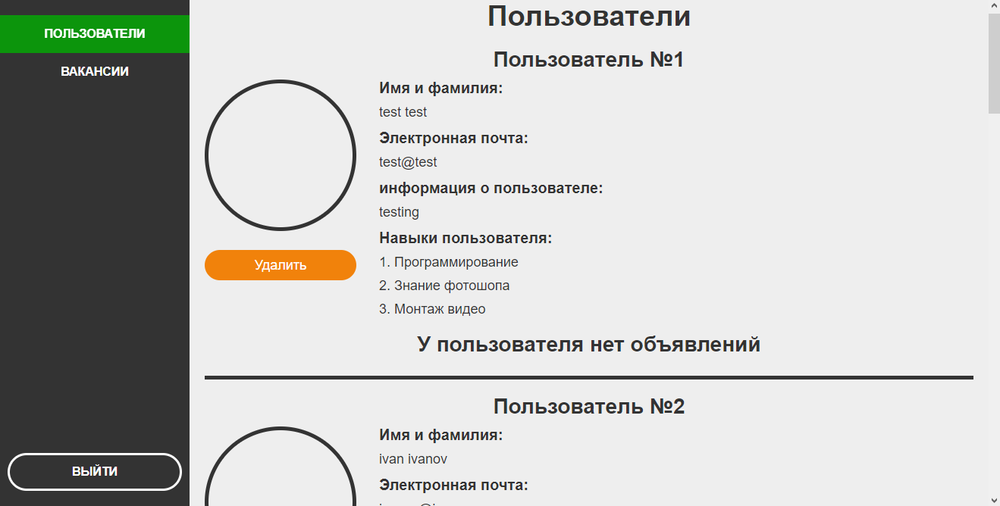 ПОЛЬЗОВАТЕЛИ
ВАКАНСИИ
ВЫЙТИ
Пользователи
Пользователь №1
Имя и фамилия:
test test
Электронная почта:
test@test
информация о пользователе:
testing
Навыки пользователя:
1. Программирование
2. Знание фотошопа
3. Монтаж видео
Удалить
У пользователя нет объявлений
Пользователь №2
Имя и фамилия:
ivan ivanov
Электронная почта: